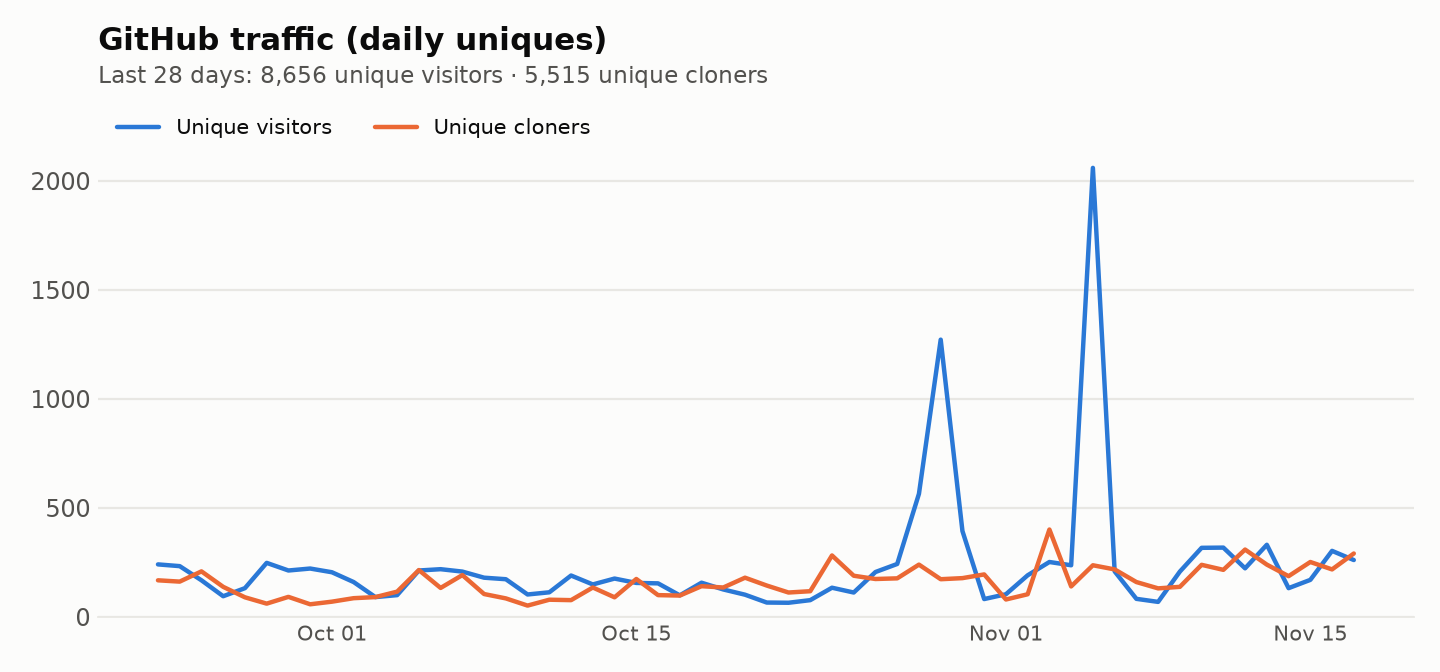 GitHub traffic (daily uniques)
Last 28 days: 8,656 unique visitors · 5,515 unique cloners
Unique visitors Unique cloners
2000
1500
1000
500
0
Oct 01 Oct 15 Nov 01 Nov 15